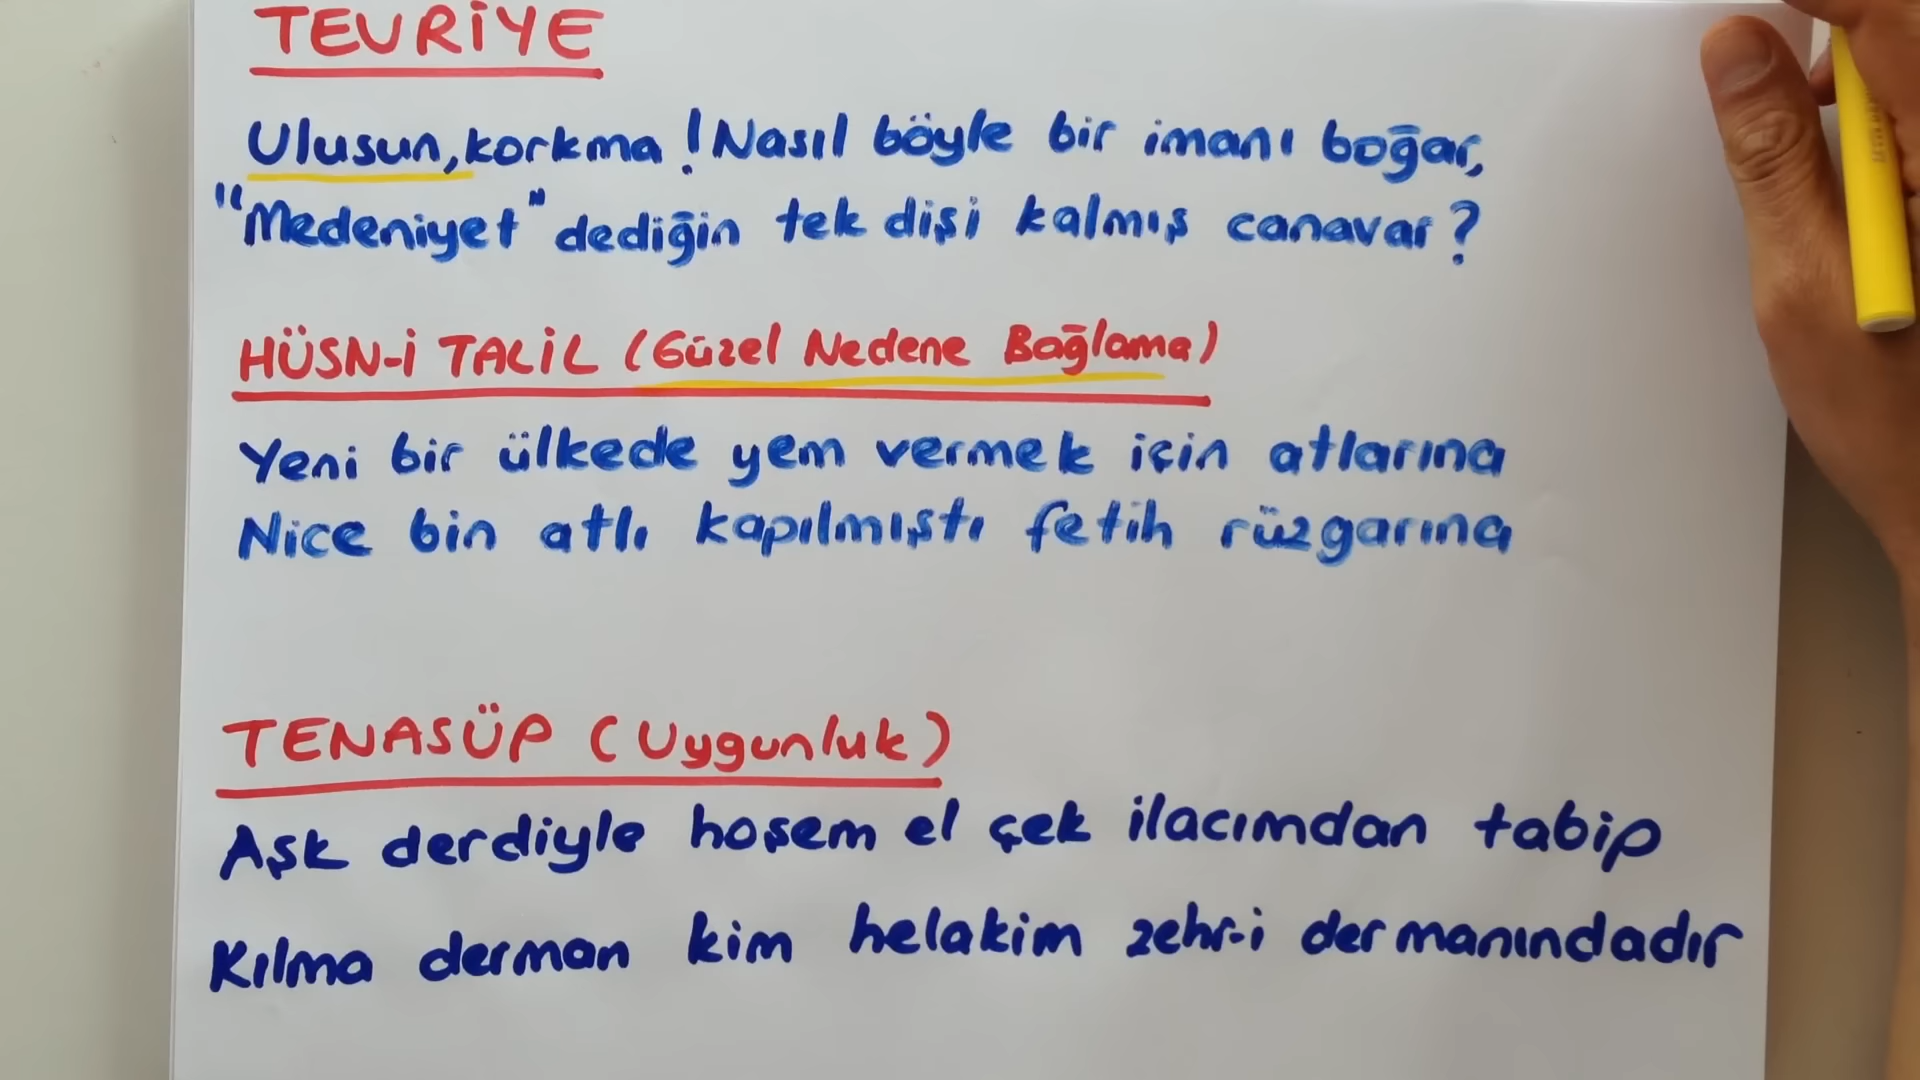 TEVRİYE
Ulusun, korkma! Nasıl böyle bir imanı boğar,
"Medeniyet" dediğin tek dişi kalmış canavar?
HÜSN-İ TALİL (Güzel Nedene Bağlama)
Yeni bir ülkede yem vermek için atlarına
Nice bin atlı kapılmıştı fetih rüzgarına
TENASÜP (Uygunluk)
Aşk derdiyle hoşem el çek ilacımdan tabip
Kılma derman kim helakim zehr-i dermanındadır